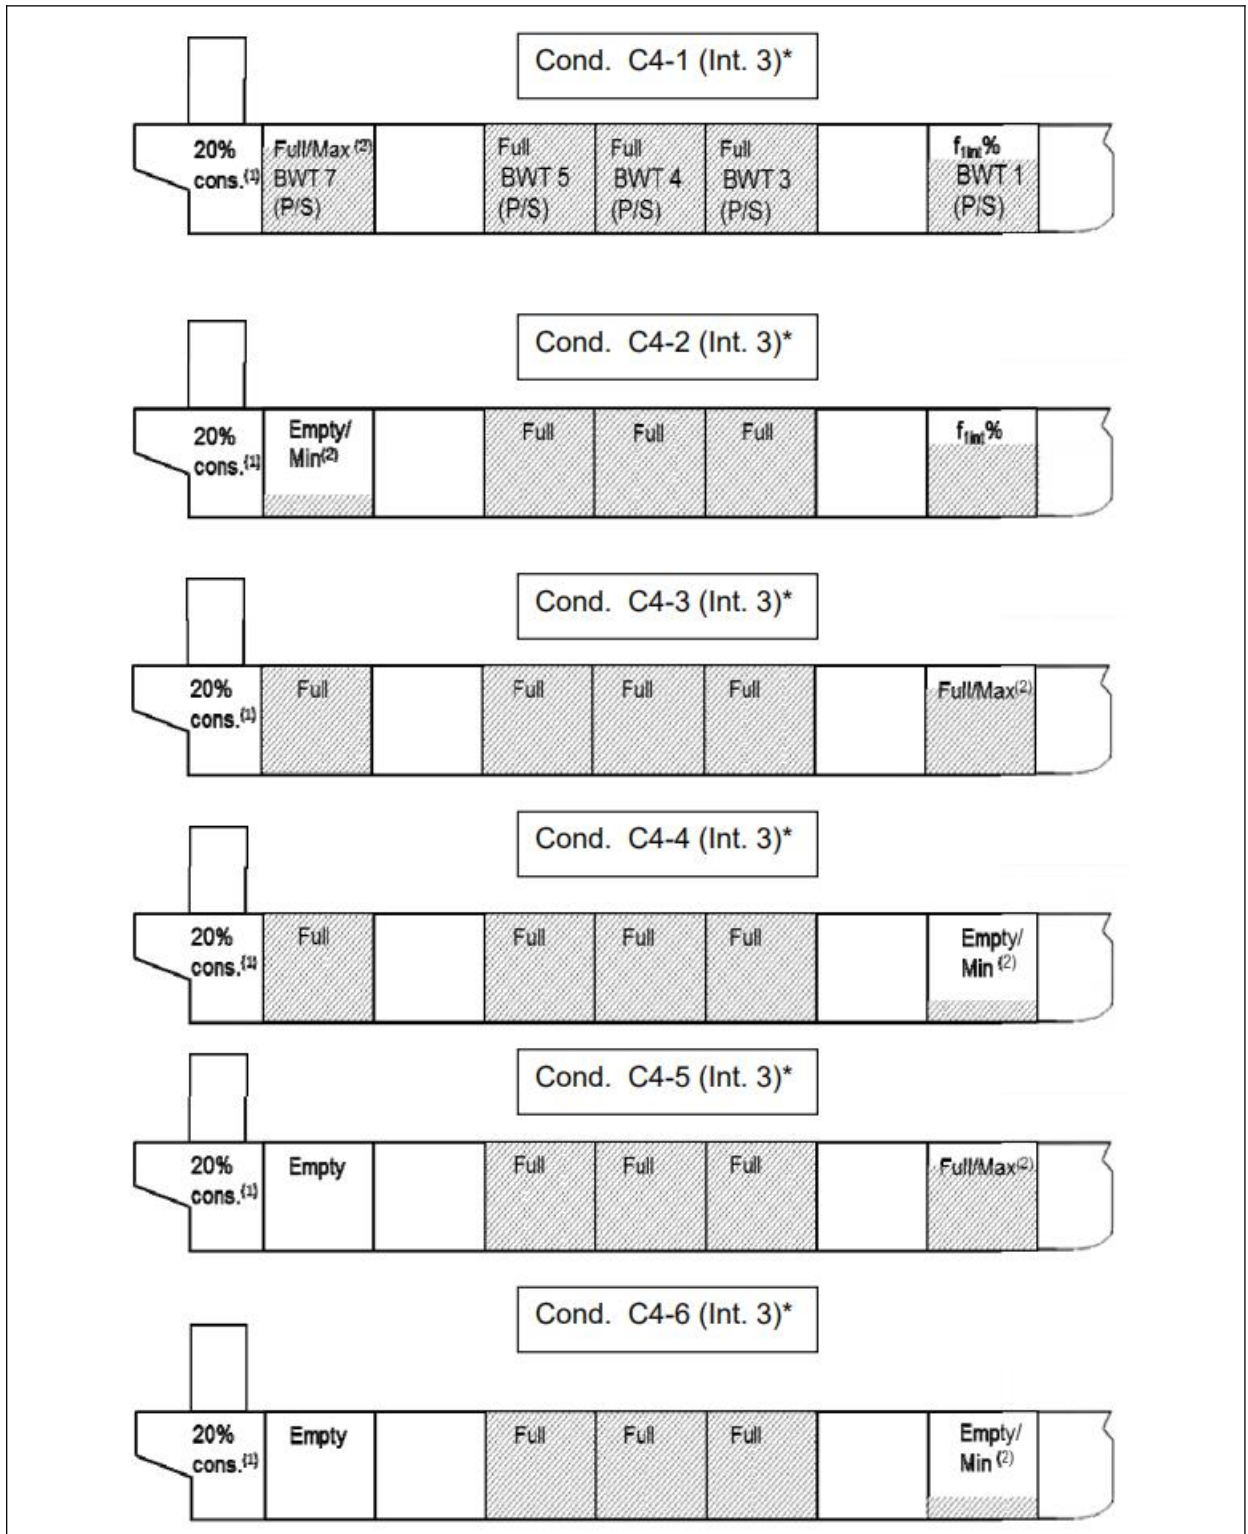 Cond. C4-1 (Int. 3)*
20%
cons.(1)
Full/Max (2)
BWT 7
(P/S)
Full
BWT 5
(P/S)
Full
BWT 4
(P/S)
Full
BWT 3
(P/S)
f1int%
BWT 1
(P/S)
Cond. C4-2 (Int. 3)*
20%
cons.(1)
Empty/
Min(2)
Full
Full
Full
f1int%
Cond. C4-3 (Int. 3)*
20%
cons.(1)
Full
Full
Full
Full
Full/Max(2)
Cond. C4-4 (Int. 3)*
20%
cons.(1)
Full
Full
Full
Full
Empty/
Min (2)
Cond. C4-5 (Int. 3)*
20%
cons.(1)
Empty
Full
Full
Full
Full/Max(2)
Cond. C4-6 (Int. 3)*
20%
cons.(1)
Empty
Full
Full
Full
Empty/
Min (2)